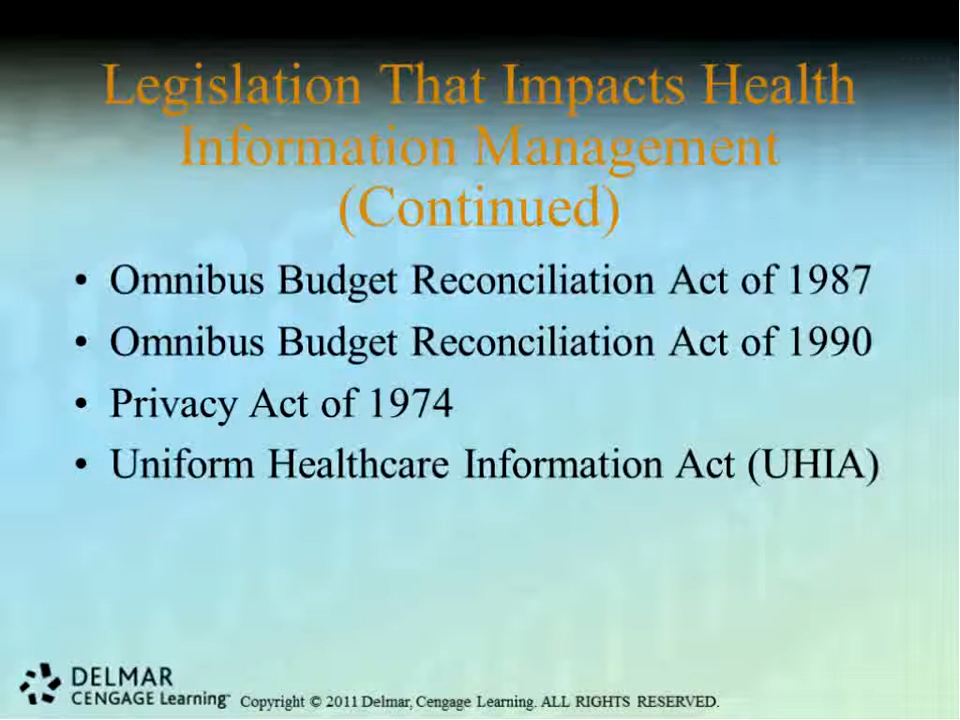 Legislation That Impacts Health
Information Management
(Continued)
• Omnibus Budget Reconciliation Act of 1987
• Omnibus Budget Reconciliation Act of 1990
• Privacy Act of 1974
• Uniform Healthcare Information Act (UHIA)
DELMAR
CENGAGE Learning™
Copyright © 2011 Delmar, Cengage Learning. ALL RIGHTS RESERVED.